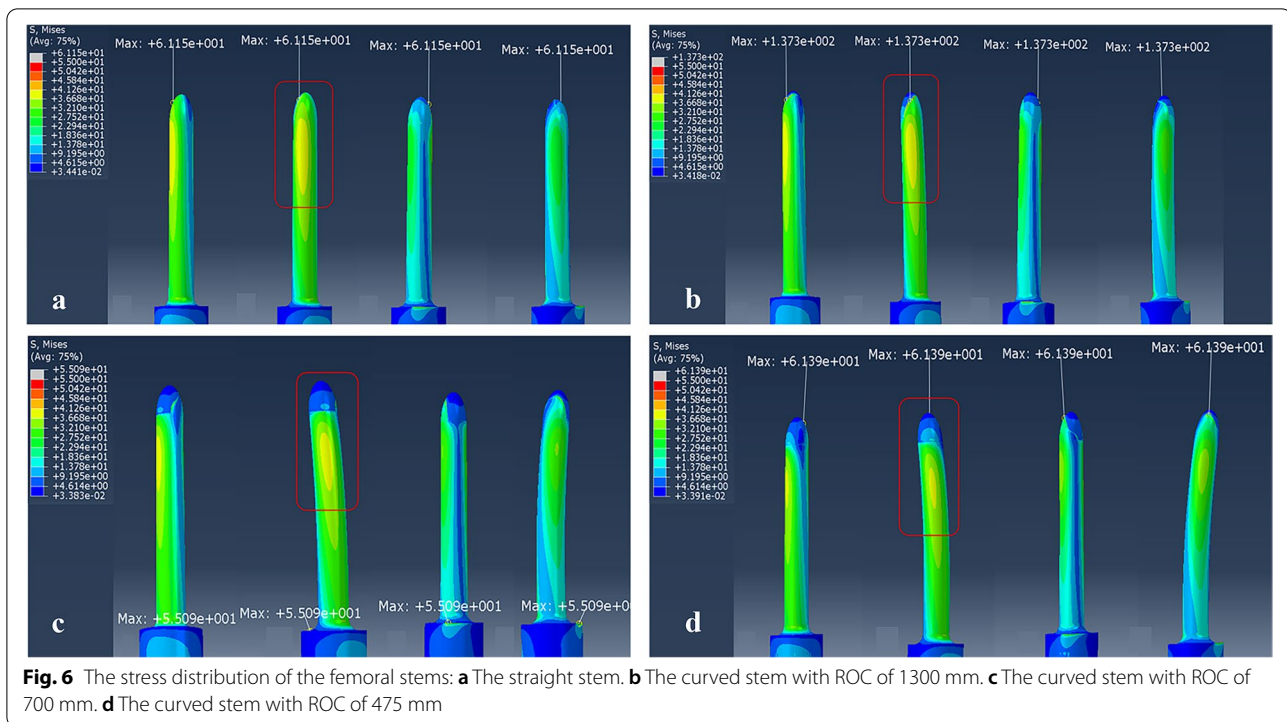 S, Mises
(Avg: 75%)
+6.115e+01
+5.500e+01
+5.042e+01
+4.584e+01
+4.126e+01
+3.668e+01
+3.210e+01
+2.752e+01
+2.294e+01
+1.836e+01
+1.378e+01
+9.195e+00
+4.615e+00
+3.441e-02
Max: +6.115e+001
Max: +6.115e+001
Max: +6.115e+001
Max: +6.115e+001
a
S, Mises
(Avg: 75%)
+1.373e+02
+5.500e+01
+5.042e+01
+4.584e+01
+4.126e+01
+3.668e+01
+3.210e+01
+2.752e+01
+2.294e+01
+1.836e+01
+1.378e+01
+9.195e+00
+4.615e+00
+3.418e-02
Max: +1.373e+002
Max: +1.373e+002
Max: +1.373e+002
Max: +1.373e+002
b
S, Mises
(Avg: 75%)
+5.509e+01
+5.500e+01
+5.042e+01
+4.584e+01
+4.126e+01
+3.668e+01
+3.210e+01
+2.752e+01
+2.294e+01
+1.836e+01
+1.378e+01
+9.195e+00
+4.614e+00
+3.383e-02
Max: +5.509e+001
Max: +5.509e+001
Max: +5.509e+001
Max: +5.509e+00
c
S, Mises
(Avg: 75%)
+6.139e+01
+5.500e+01
+5.042e+01
+4.584e+01
+4.126e+01
+3.668e+01
+3.210e+01
+2.752e+01
+2.294e+01
+1.836e+01
+1.378e+01
+9.195e+00
+4.614e+00
+3.391e-02
Max: +6.139e+001
Max: +6.139e+001
Max: +6.139e+001
Max: +6.139e+001
d
Fig. 6 The stress distribution of the femoral stems: a The straight stem. b The curved stem with ROC of 1300 mm. c The curved stem with ROC of
700 mm. d The curved stem with ROC of 475 mm